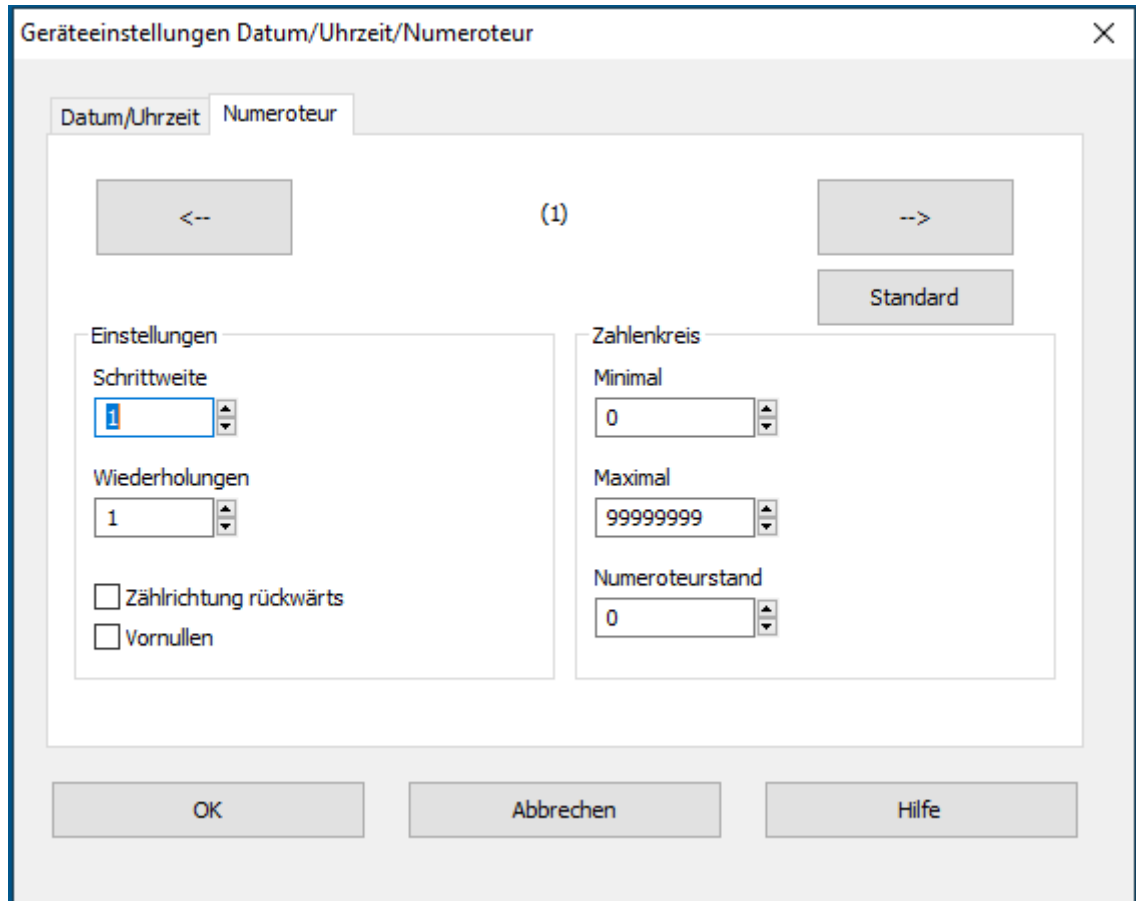 Geräteeinstellungen Datum/Uhrzeit/Numeroteur
Datum/Uhrzeit Numeroteur
<-- (1) -->
Standard
Einstellungen
Schrittweite
1
Wiederholungen
1
Zählrichtung rückwärts
Vornullen
Zahlenkreis
Minimal
0
Maximal
99999999
Numeroteurstand
0
OK Abbrechen Hilfe